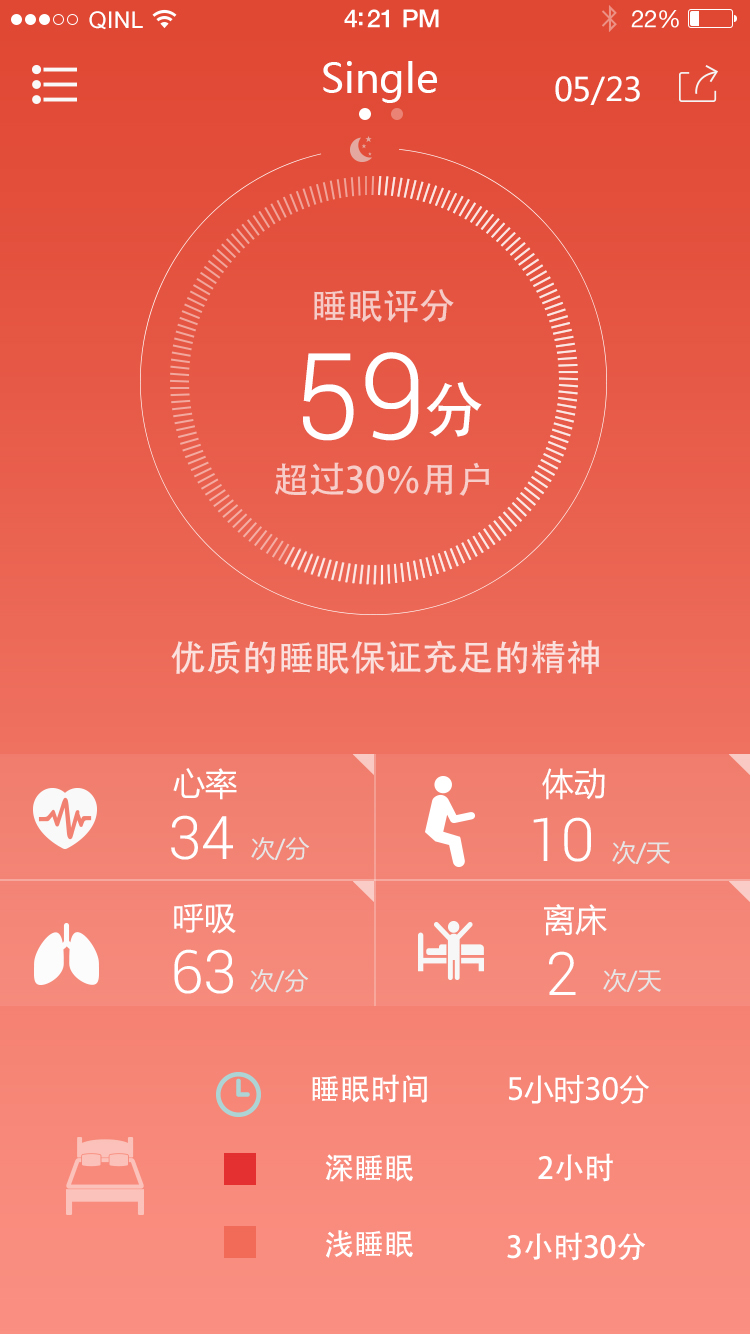 QINL 4:21 PM 22%
Single 05/23
睡眠评分
59分
超过30%用户
优质的睡眠保证充足的精神
心率
34 次/分
体动
10 次/天
呼吸
63 次/分
离床
2 次/天
睡眠时间 5小时30分
深睡眠 2小时
浅睡眠 3小时30分